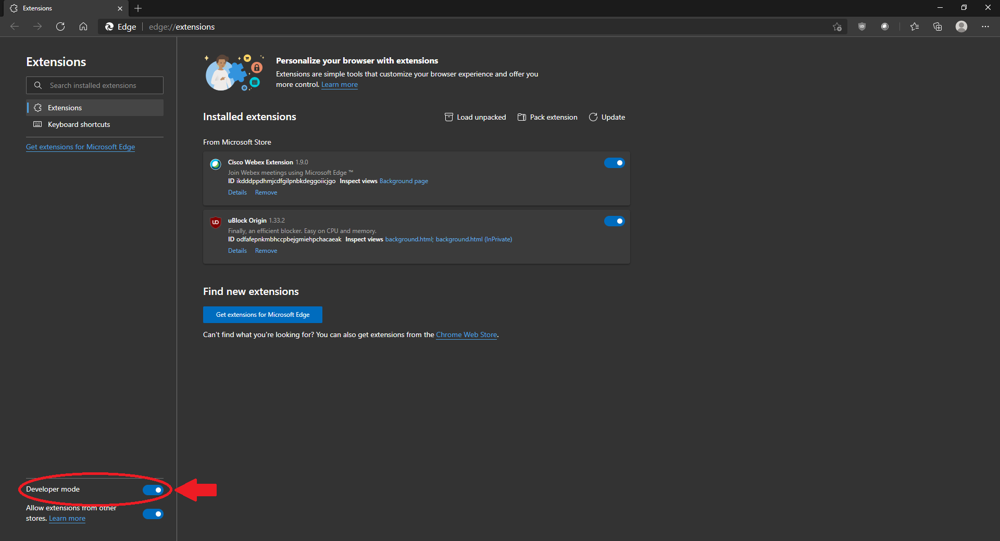 Extensions
Edge
edge://extensions
Extensions
Search installed extensions
Extensions
Keyboard shortcuts
Get extensions for Microsoft Edge
Personalize your browser with extensions
Extensions are simple tools that customize your browser experience and offer you
more control. Learn more
Installed extensions
Load unpacked
Pack extension
Update
From Microsoft Store
Cisco Webex Extension 1.9.0
Join Webex meetings using Microsoft Edge ™
ID ikdddppdhmjcdfgilpnbkdeggoiicjgo Inspect views Background page
Details Remove
uBlock Origin 1.33.2
Finally, an efficient blocker. Easy on CPU and memory.
ID odfafepnkmbhccpbejgmiehpchacaeak Inspect views background.html; background.html (InPrivate)
Details Remove
Find new extensions
Get extensions for Microsoft Edge
Can't find what you're looking for? You can also get extensions from the Chrome Web Store.
Developer mode
Allow extensions from other
stores. Learn more